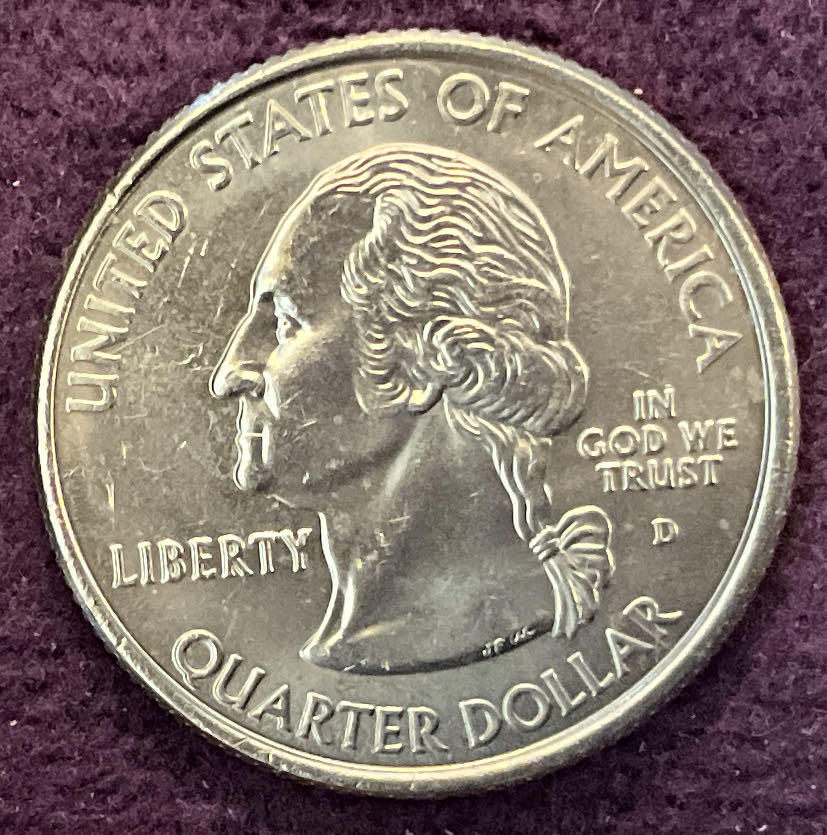 UNITED STATES OF AMERICA
LIBERTY
IN
GOD WE
TRUST
D
QUARTER DOLLAR